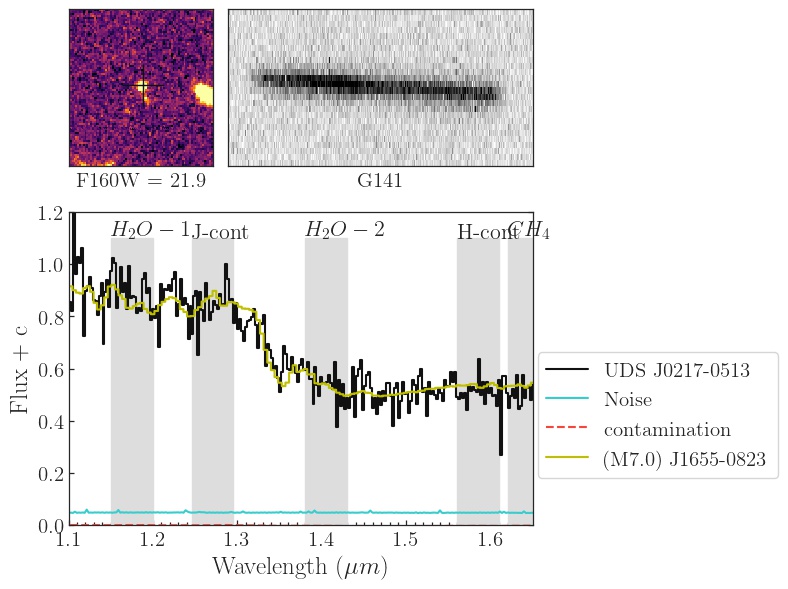 F160W = 21.9
G141
H₂O − 1
J-cont
H₂O − 2
H-cont
CH₄
1.2
1.0
0.8
0.6
0.4
0.2
0.0
Flux + c
1.1
1.2
1.3
1.4
1.5
1.6
Wavelength (μm)
UDS J0217-0513
Noise
contamination
(M7.0) J1655-0823